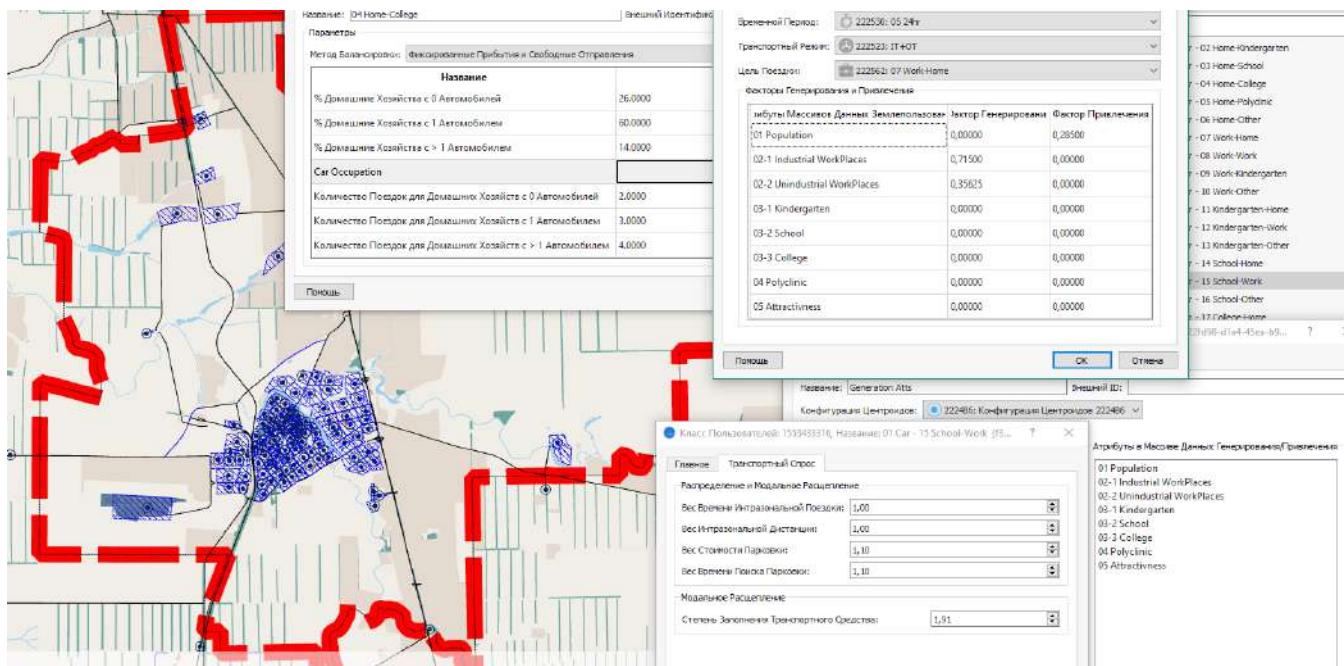 Название: 04 Home-College
Внешний Идентифик
Параметры
Метод Балансировки: Фиксированные Прибытия и Свободные Отправления
Название
% Домашние Хозяйства с 0 Автомобилей 26.0000
% Домашние Хозяйства с 1 Автомобилем 60.0000
% Домашние Хозяйства с > 1 Автомобилем 14.0000
Car Occupation
Количество Поездок для Домашних Хозяйств с 0 Автомобилей 2.0000
Количество Поездок для Домашних Хозяйств с 1 Автомобилем 3.0000
Количество Поездок для Домашних Хозяйств с > 1 Автомобилем 4.0000
Помощь
Временной Период: 222530: 05 24hr
Транспортный Режим: 222523: IT+OT
Цель Поездки: 222562: 07 Work-Home
Факторы Генерирования и Привлечения
рибуты Массивов Данных Землепользован Фактор Генерировани Фактор Привлечения
01 Population 0,00000 0,28500
02-1 Industrial WorkPlaces 0,71500 0,00000
02-2 Unindustrial WorkPlaces 0,35625 0,00000
03-1 Kindergarten 0,00000 0,00000
03-2 School 0,00000 0,00000
03-3 College 0,00000 0,00000
04 Polyclinic 0,00000 0,00000
05 Attractivness 0,00000 0,00000
Помощь ОК Отмена
r - 02 Home-Kindergarten
r - 03 Home-School
r - 04 Home-College
r - 05 Home-Polyclinic
r - 06 Home-Other
r - 07 Work-Home
r - 08 Work-Work
r - 09 Work-Kindergarten
r - 10 Work-Other
r - 11 Kindergarten-Home
r - 12 Kindergarten-Work
r - 13 Kindergarten-Other
r - 14 School-Home
r - 15 School-Work
r - 16 School-Other
r - 17 College-Home
Название: Generation Atts Внешний ID:
Конфигурация Центроидов: 222486: Конфигурация Центроидов 222486
Атрибуты в Массиве Данных Генерирования/Привлечения
01 Population
02-1 Industrial WorkPlaces
02-2 Unindustrial WorkPlaces
03-1 Kindergarten
03-2 School
03-3 College
04 Polyclinic
05 Attractivness
Главное Транспортный Спрос
Распределение и Модальное Расщепление
Вес Времени Интразональной Поездки: 1,00
Вес Интразональной Дистанции: 1,00
Вес Стоимости Парковки: 1,10
Вес Времени Поиска Парковки: 1,10
Модальное Расщепление
Степень Заполнения Транспортного Средства: 1,91